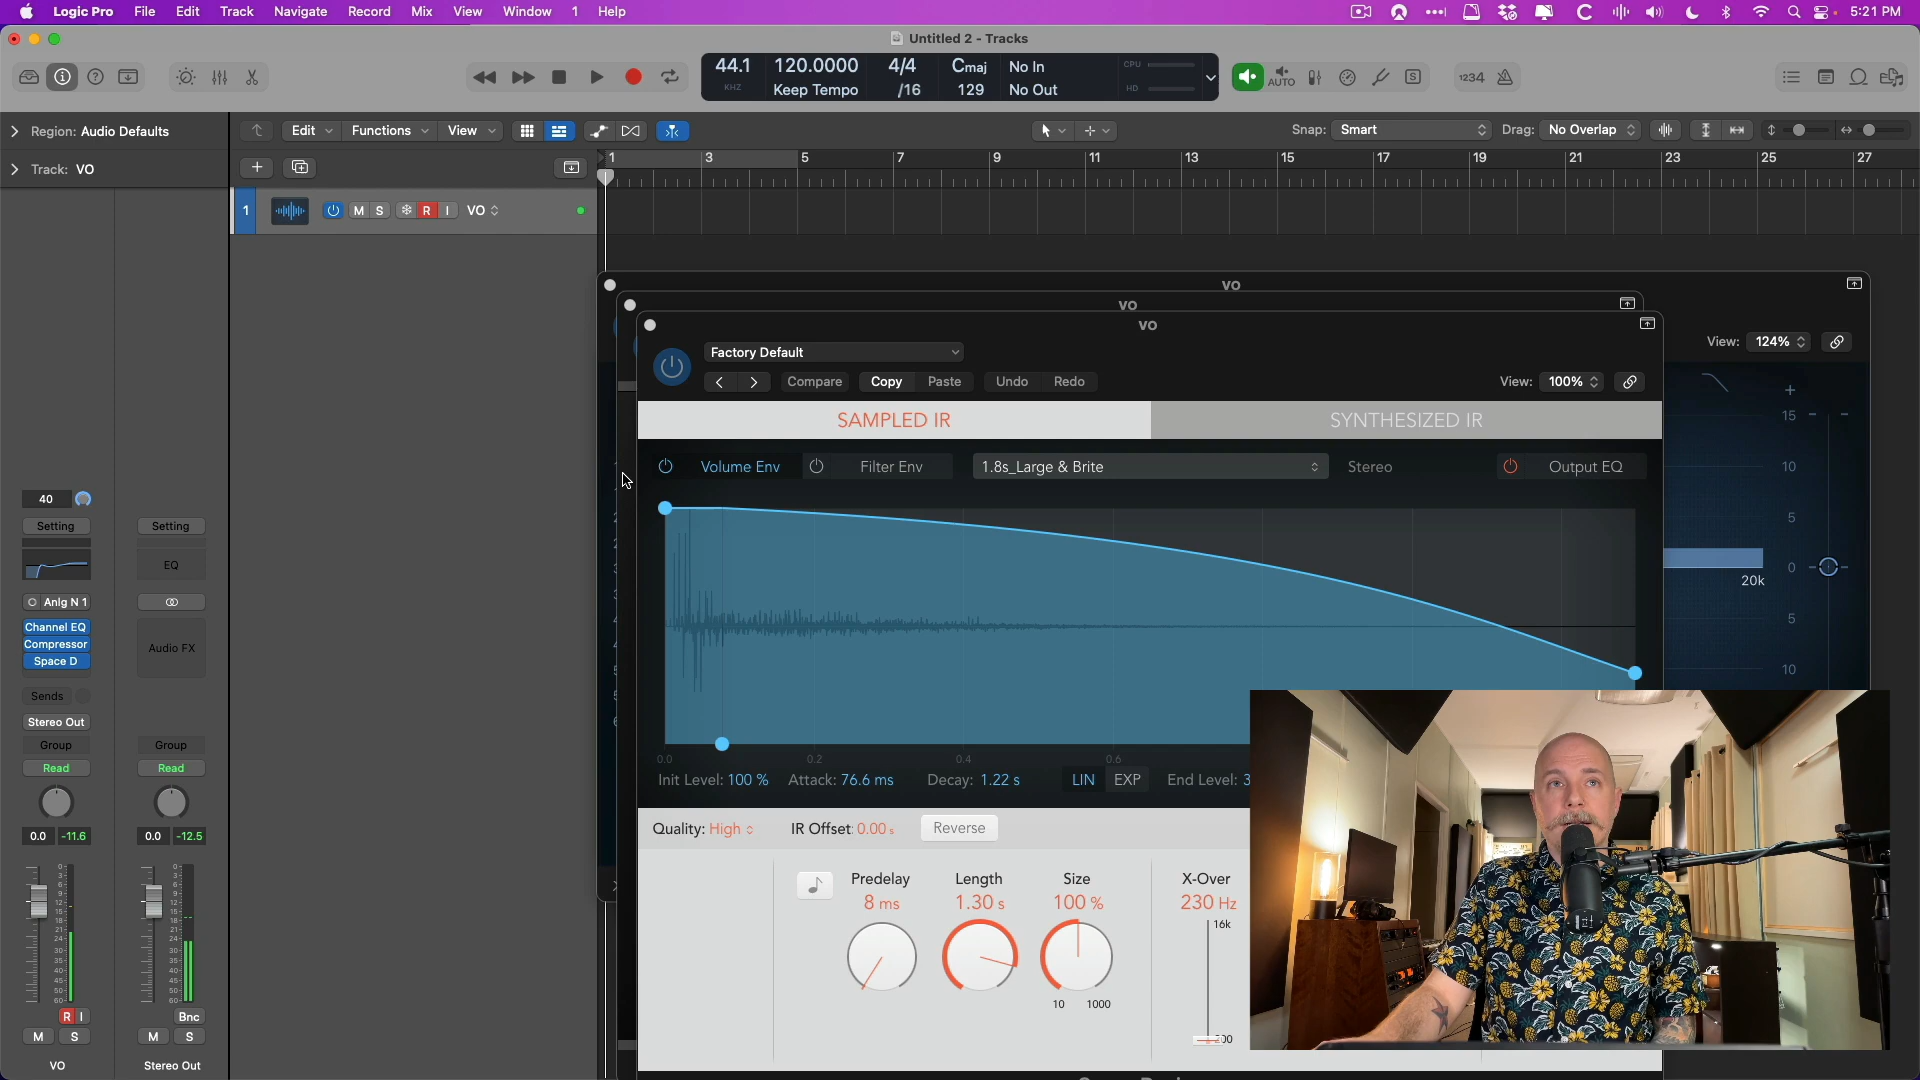 Logic Pro File Edit Track Navigate Record Mix View Window 1 Help 5:21 PM
Untitled 2 - Tracks
44.1 120.0000 4/4 Cmaj No In CPU
KHZ Keep Tempo /16 129 No Out HD
AUTO S 1234
Region: Audio Defaults
Edit Functions View Snap: Smart Drag: No Overlap
Track: VO
1 3 5 7 9 11 13 15 17 19 21 23 25 27
1 M S R I VO
VO
VO
VO
View: 124%
Factory Default
Compare Copy Paste Undo Redo View: 100%
SAMPLED IR SYNTHESIZED IR
Volume Env Filter Env 1.8s_Large & Brite Stereo Output EQ
15
10
5
0
5
10
20k
0.0 0.2 0.4 0.6
Init Level: 100 % Attack: 76.6 ms Decay: 1.22 s LIN EXP End Level: 3
Quality: High IR Offset: 0.00 s Reverse
Predelay Length Size X-Over
8 ms 1.30 s 100 % 230 Hz
16k
10 1000
40
Setting Setting
EQ
Anlg N 1
Channel EQ
Compressor Audio FX
Space D
Sends
Stereo Out
Group Group
Read Read
0.0 -11.6 0.0 -12.5
R I Bnc
M S M S
VO Stereo Out